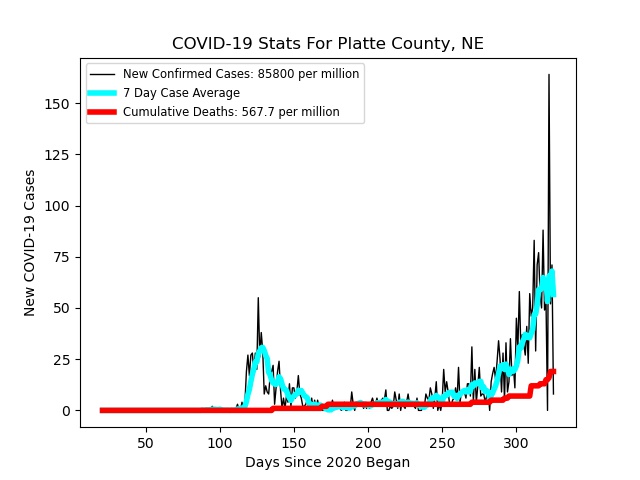 COVID-19 Stats For Platte County, NE
New Confirmed Cases: 85800 per million
7 Day Case Average
Cumulative Deaths: 567.7 per million
New COVID-19 Cases
150
125
100
75
50
25
0
50 100 150 200 250 300
Days Since 2020 Began